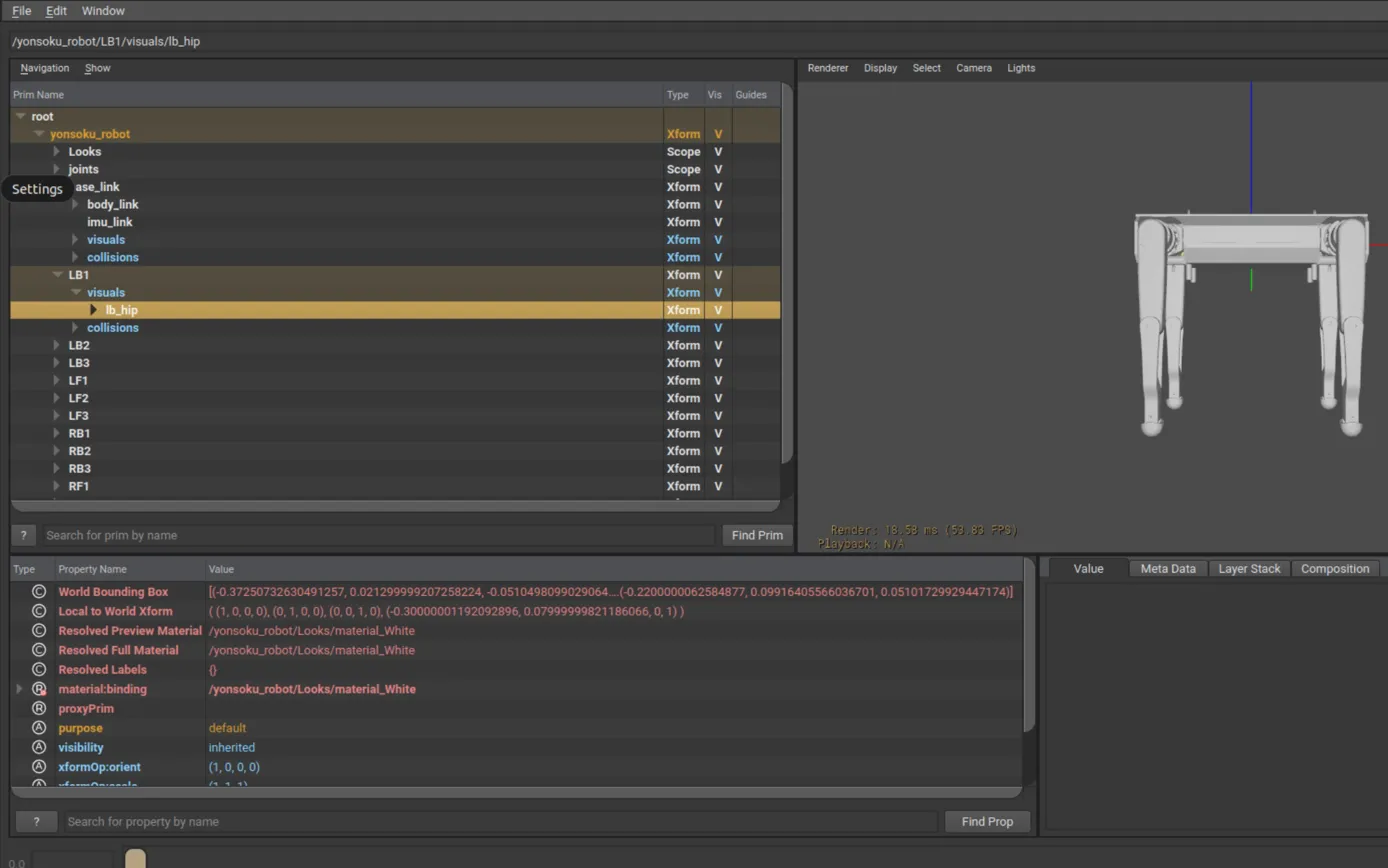 File Edit Window
/yonsoku_robot/LB1/visuals/lb_hip
Navigation Show
Prim Name Type Vis Guides
root
yonsoku_robot Xform V
Looks Scope V
joints Scope V
Settings
ase_link Xform V
body_link Xform V
imu_link Xform V
visuals Xform V
collisions Xform V
LB1 Xform V
visuals Xform V
lb_hip Xform V
collisions Xform V
LB2 Xform V
LB3 Xform V
LF1 Xform V
LF2 Xform V
LF3 Xform V
RB1 Xform V
RB2 Xform V
RB3 Xform V
RF1 Xform V
? Search for prim by name Find Prim
Renderer Display Select Camera Lights
Render: 18.58 ms (53.83 FPS)
Playback: N/A
Type Property Name Value
C World Bounding Box [(-0.37250732630491257, 0.021299999207258224, -0.0510498099029064....(-0.2200000062584877, 0.09916405566036701, 0.05101729929447174)]
C Local to World Xform ( (1, 0, 0, 0), (0, 1, 0, 0), (0, 0, 1, 0), (-0.30000001192092896, 0.07999999821186066, 0, 1) )
C Resolved Preview Material /yonsoku_robot/Looks/material_White
C Resolved Full Material /yonsoku_robot/Looks/material_White
C Resolved Labels {}
R material:binding /yonsoku_robot/Looks/material_White
R proxyPrim
A purpose default
A visibility inherited
A xformOp:orient (1, 0, 0, 0)
? Search for property by name Find Prop
Value Meta Data Layer Stack Composition
0.0